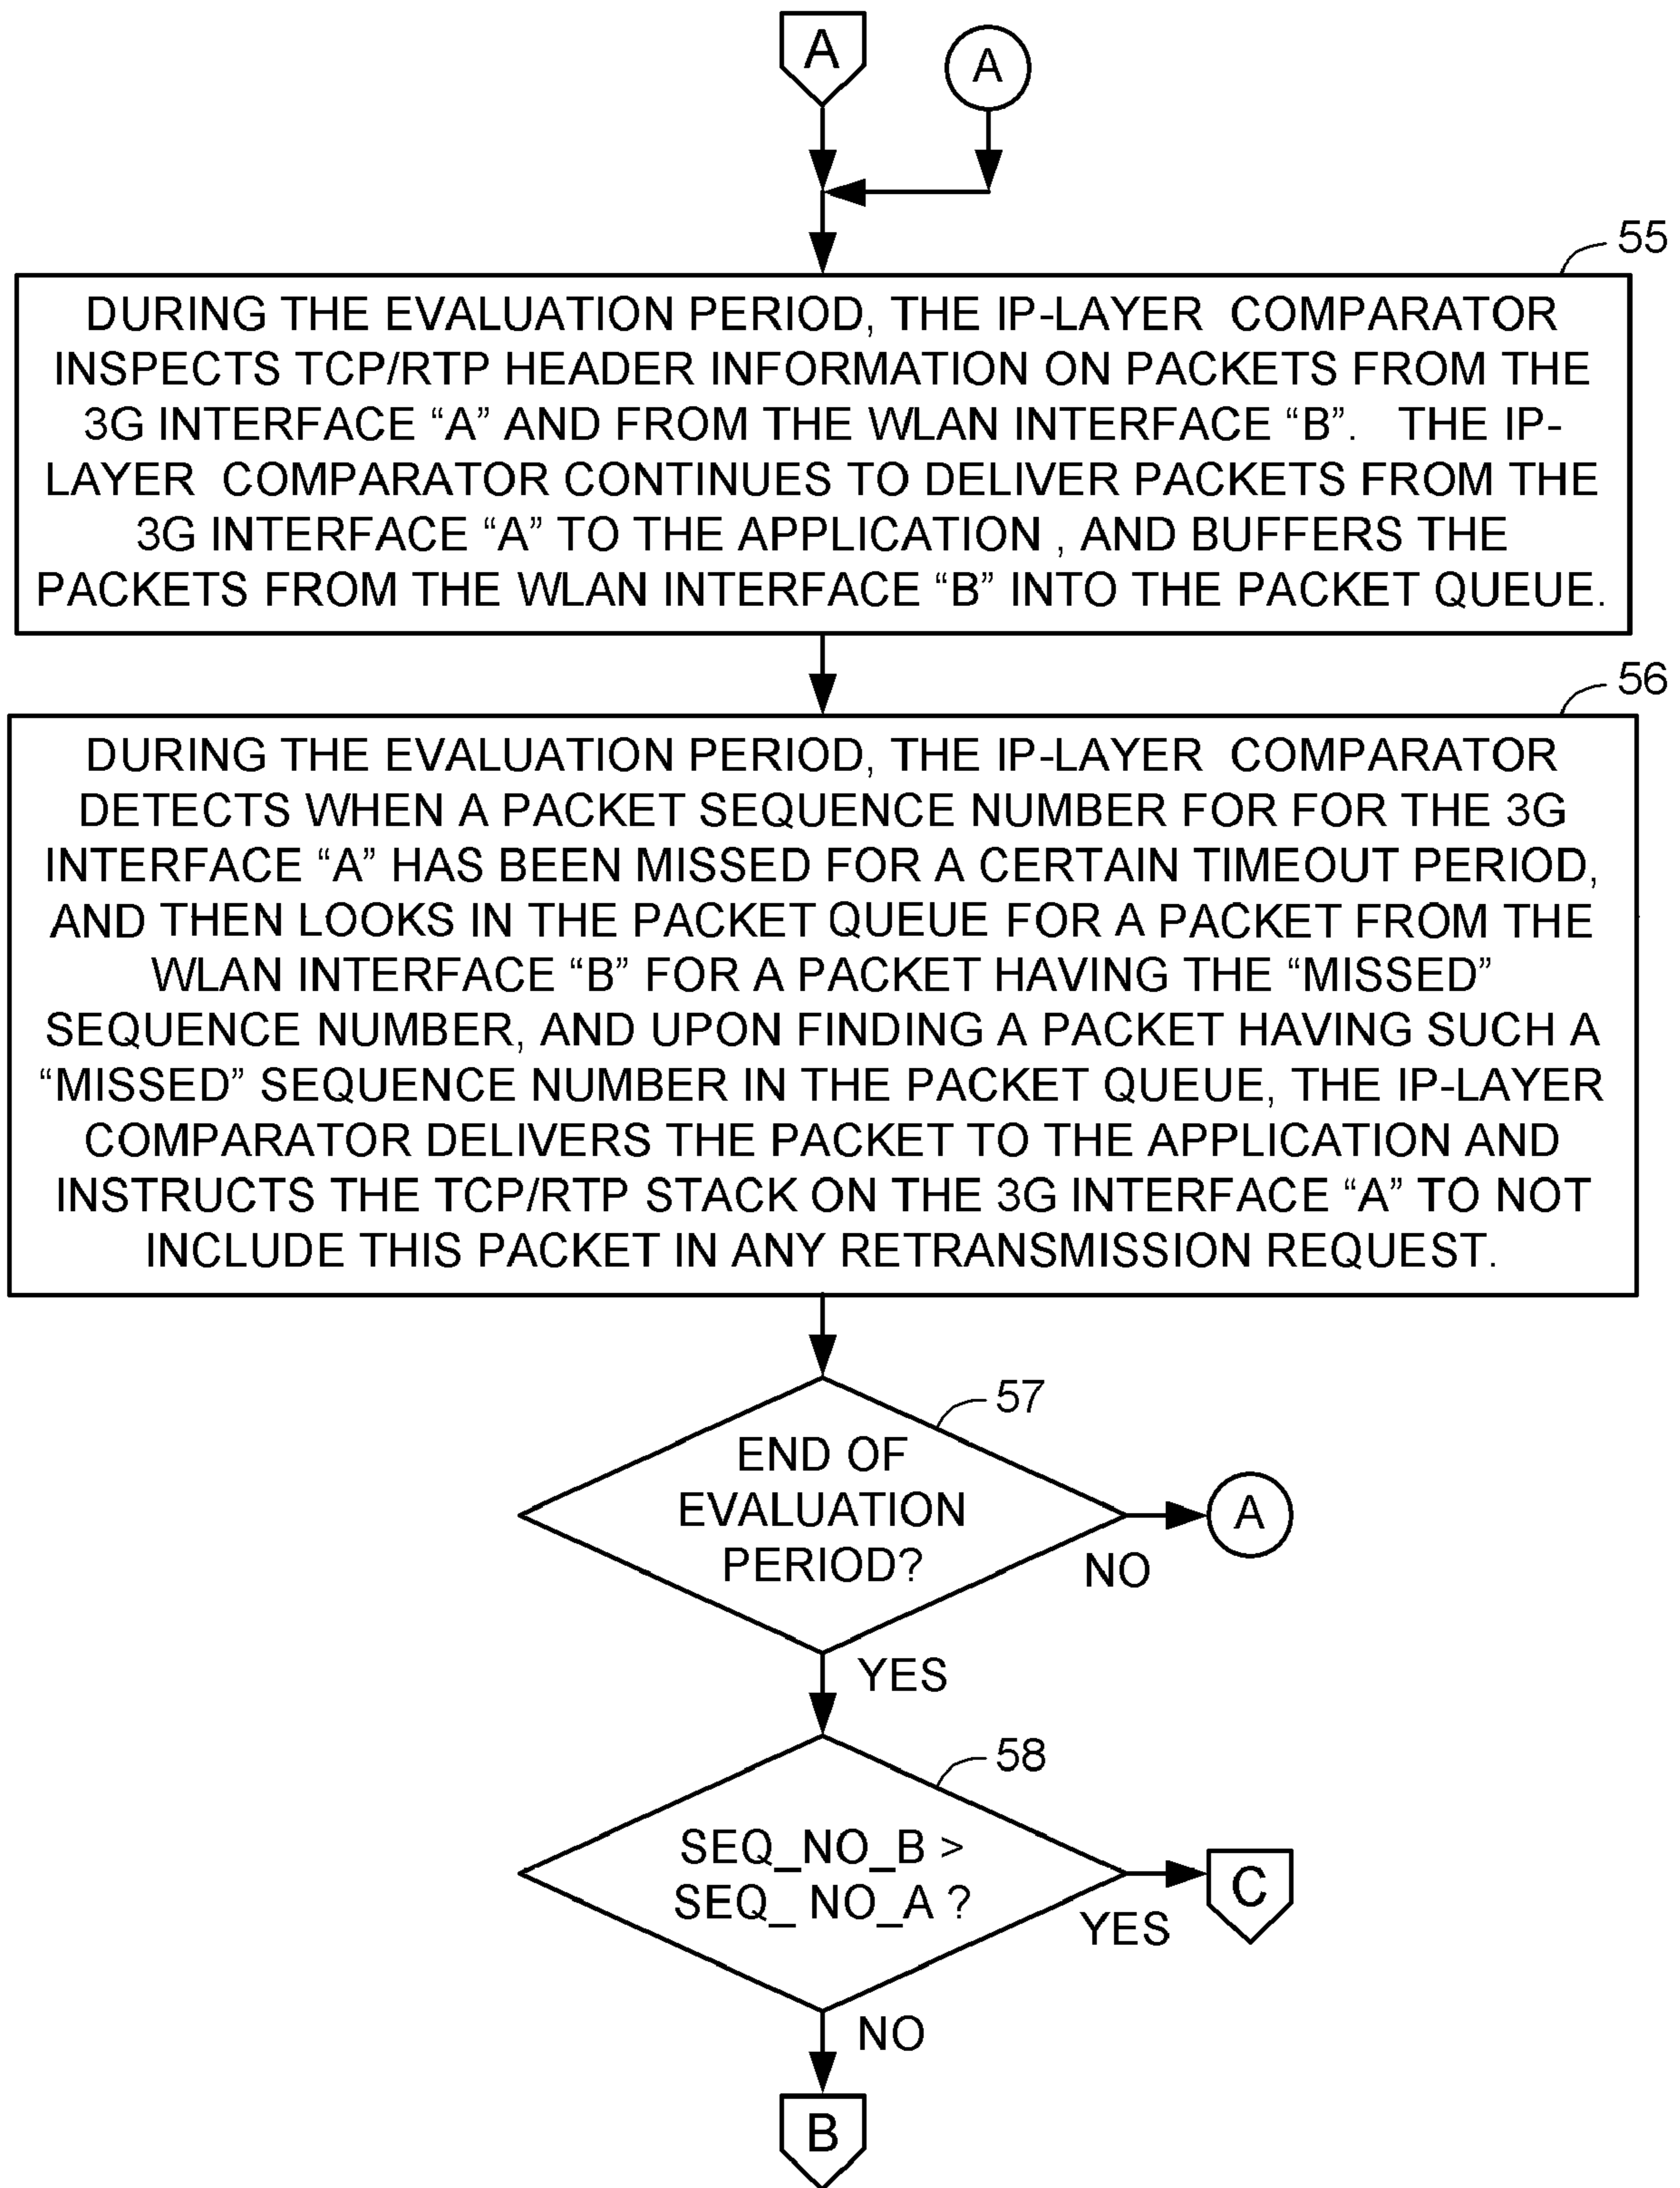 A
A
55
DURING THE EVALUATION PERIOD, THE IP-LAYER COMPARATOR
INSPECTS TCP/RTP HEADER INFORMATION ON PACKETS FROM THE
3G INTERFACE “A” AND FROM THE WLAN INTERFACE “B”. THE IP-
LAYER COMPARATOR CONTINUES TO DELIVER PACKETS FROM THE
3G INTERFACE “A” TO THE APPLICATION , AND BUFFERS THE
PACKETS FROM THE WLAN INTERFACE “B” INTO THE PACKET QUEUE.
56
DURING THE EVALUATION PERIOD, THE IP-LAYER COMPARATOR
DETECTS WHEN A PACKET SEQUENCE NUMBER FOR FOR THE 3G
INTERFACE “A” HAS BEEN MISSED FOR A CERTAIN TIMEOUT PERIOD,
AND THEN LOOKS IN THE PACKET QUEUE FOR A PACKET FROM THE
WLAN INTERFACE “B” FOR A PACKET HAVING THE “MISSED”
SEQUENCE NUMBER, AND UPON FINDING A PACKET HAVING SUCH A
“MISSED” SEQUENCE NUMBER IN THE PACKET QUEUE, THE IP-LAYER
COMPARATOR DELIVERS THE PACKET TO THE APPLICATION AND
INSTRUCTS THE TCP/RTP STACK ON THE 3G INTERFACE “A” TO NOT
INCLUDE THIS PACKET IN ANY RETRANSMISSION REQUEST.
57
END OF
EVALUATION
PERIOD?
A
NO
YES
58
SEQ_NO_B >
SEQ_ NO_A ?
C
YES
NO
B